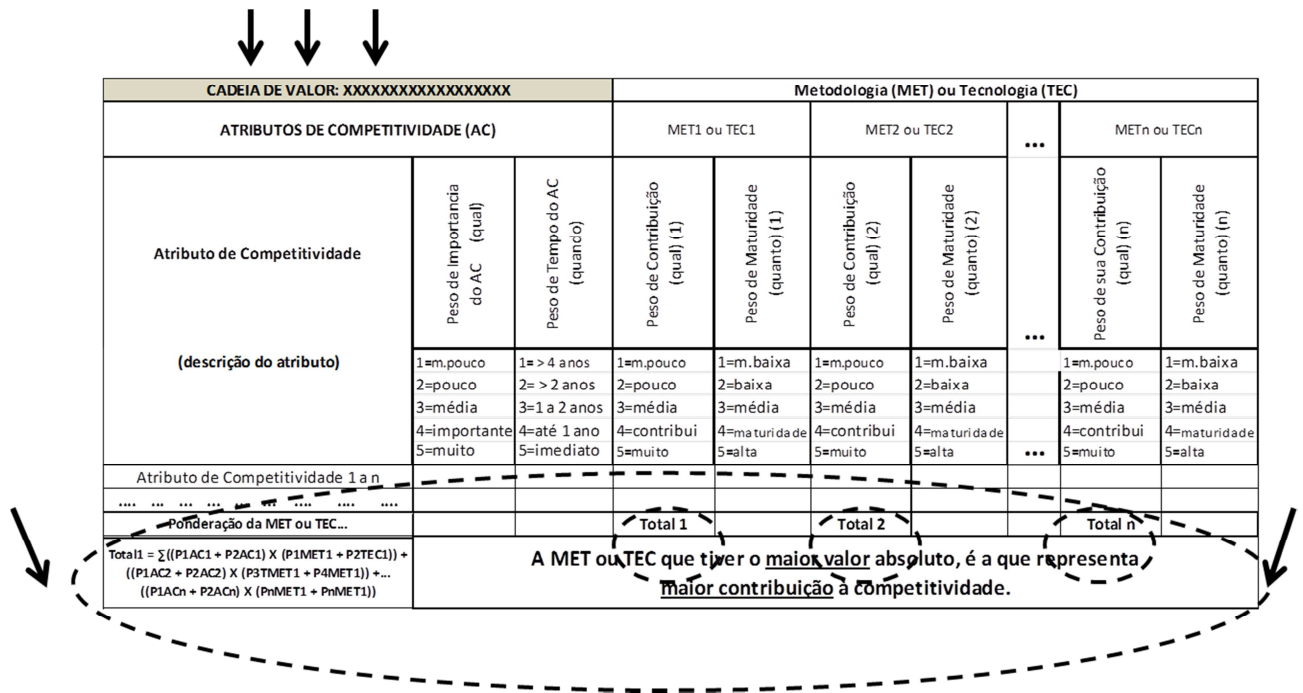 CADEIA DE VALOR: XXXXXXXXXXXXXXXXXX
Metodologia (MET) ou Tecnologia (TEC)
ATRIBUTOS DE COMPETITIVIDADE (AC)
MET1 ou TEC1
MET2 ou TEC2
...
METn ou TECn
Atributo de Competitividade
(descrição do atributo)
Peso de Importancia
do AC (qual)
Peso de Tempo do AC
(quando)
Peso de Contribuição
(qual) (1)
Peso de Maturidade
(quanto) (1)
Peso de Contribuição
(qual) (2)
Peso de Maturidade
(quanto) (2)
...
Peso de sua Contribuição
(qual) (n)
Peso de Maturidade
(quanto) (n)
1=m.pouco 1= > 4 anos 1=m.pouco 1=m.baixa 1=m.pouco 1=m.baixa 1=m.pouco 1=m.baixa
2=pouco 2= > 2 anos 2=pouco 2=baixa 2=pouco 2=baixa 2=pouco 2=baixa
3=média 3=1 a 2 anos 3=média 3=média 3=média 3=média 3=média 3=média
4=importante 4=até 1 ano 4=contribui 4=maturidade 4=contribui 4=maturidade 4=contribui 4=maturidade
5=muito 5=imediato 5=muito 5=alta 5=muito 5=alta ... 5=muito 5=alta
Atributo de Competitividade 1 a n
.... ... ... ... ... ... .... .... ....
Ponderação da MET ou TEC... Total 1 Total 2 Total n
Total1 = ∑((P1AC1 + P2AC1) X (P1MET1 + P2TEC1)) +
((P1AC2 + P2AC2) X (P3TMET1 + P4MET1)) +...
((P1ACn + P2ACn) X (PnMET1 + PnMET1))
A MET ou TEC que tiver o maior valor absoluto, é a que representa
maior contribuição à competitividade.